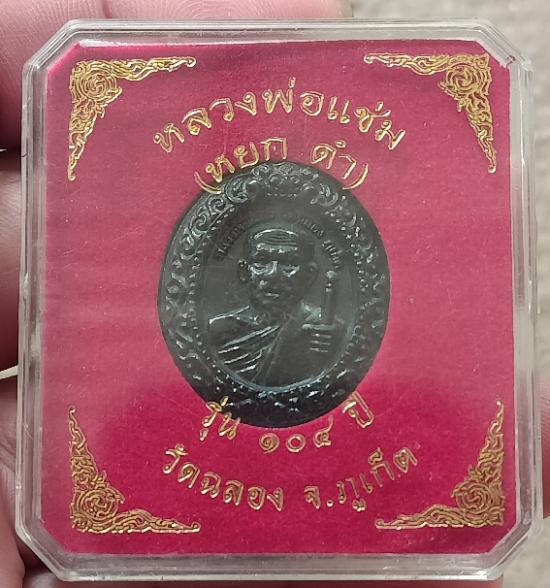 หลวงพ่อแช่ม
(หยก ดำ)
รุ่น ๑๐๔ ปี
วัดฉลอง จ.ภูเก็ต